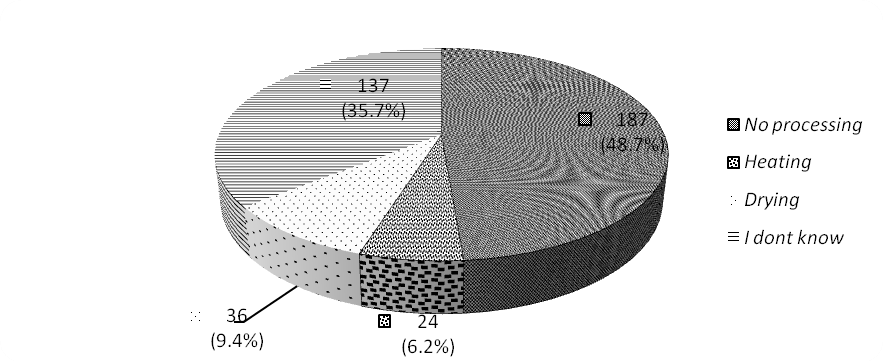 137
(35.7%)
187
(48.7%)
36
(9.4%)
24
(6.2%)
No processing
Heating
Drying
I dont know